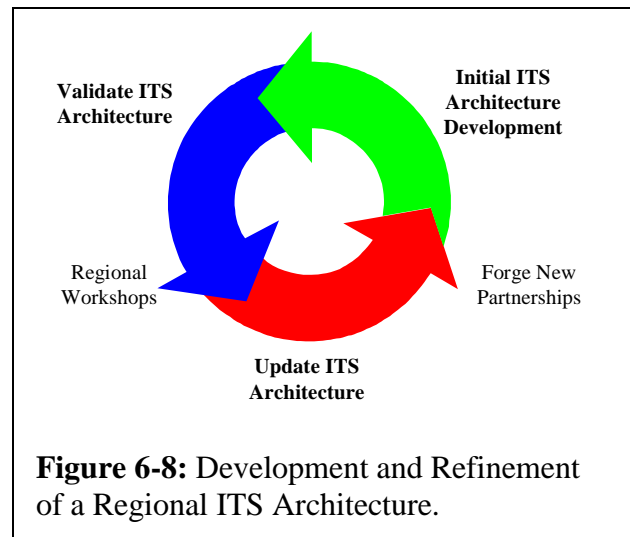 Validate ITS
Architecture
Initial ITS
Architecture
Development
Regional
Workshops
Forge New
Partnerships
Update ITS
Architecture
Figure 6-8: Development and Refinement
of a Regional ITS Architecture.